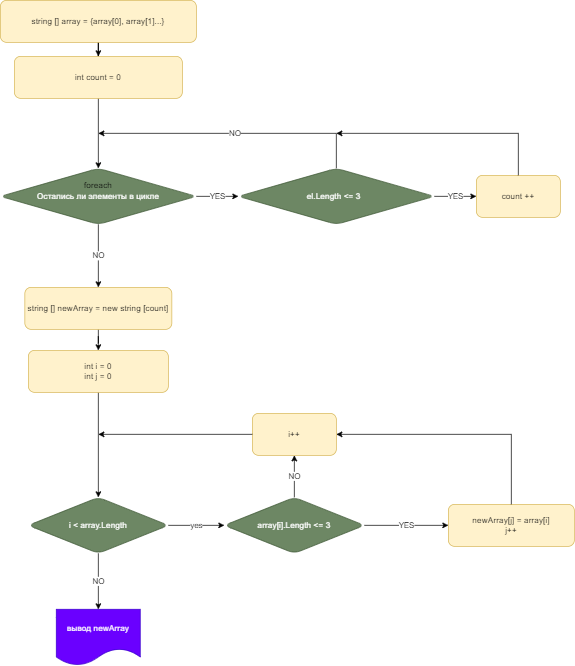 string [] array = {array[0], array[1]...}
int count = 0
NO
foreach
Остались ли элементы в цикле
YES
el.Length <= 3
YES
count ++
NO
string [] newArray = new string [count]
int i = 0
int j = 0
i++
NO
i < array.Length
yes
array[i].Length <= 3
YES
newArray[j] = array[i]
j++
NO
вывод newArray